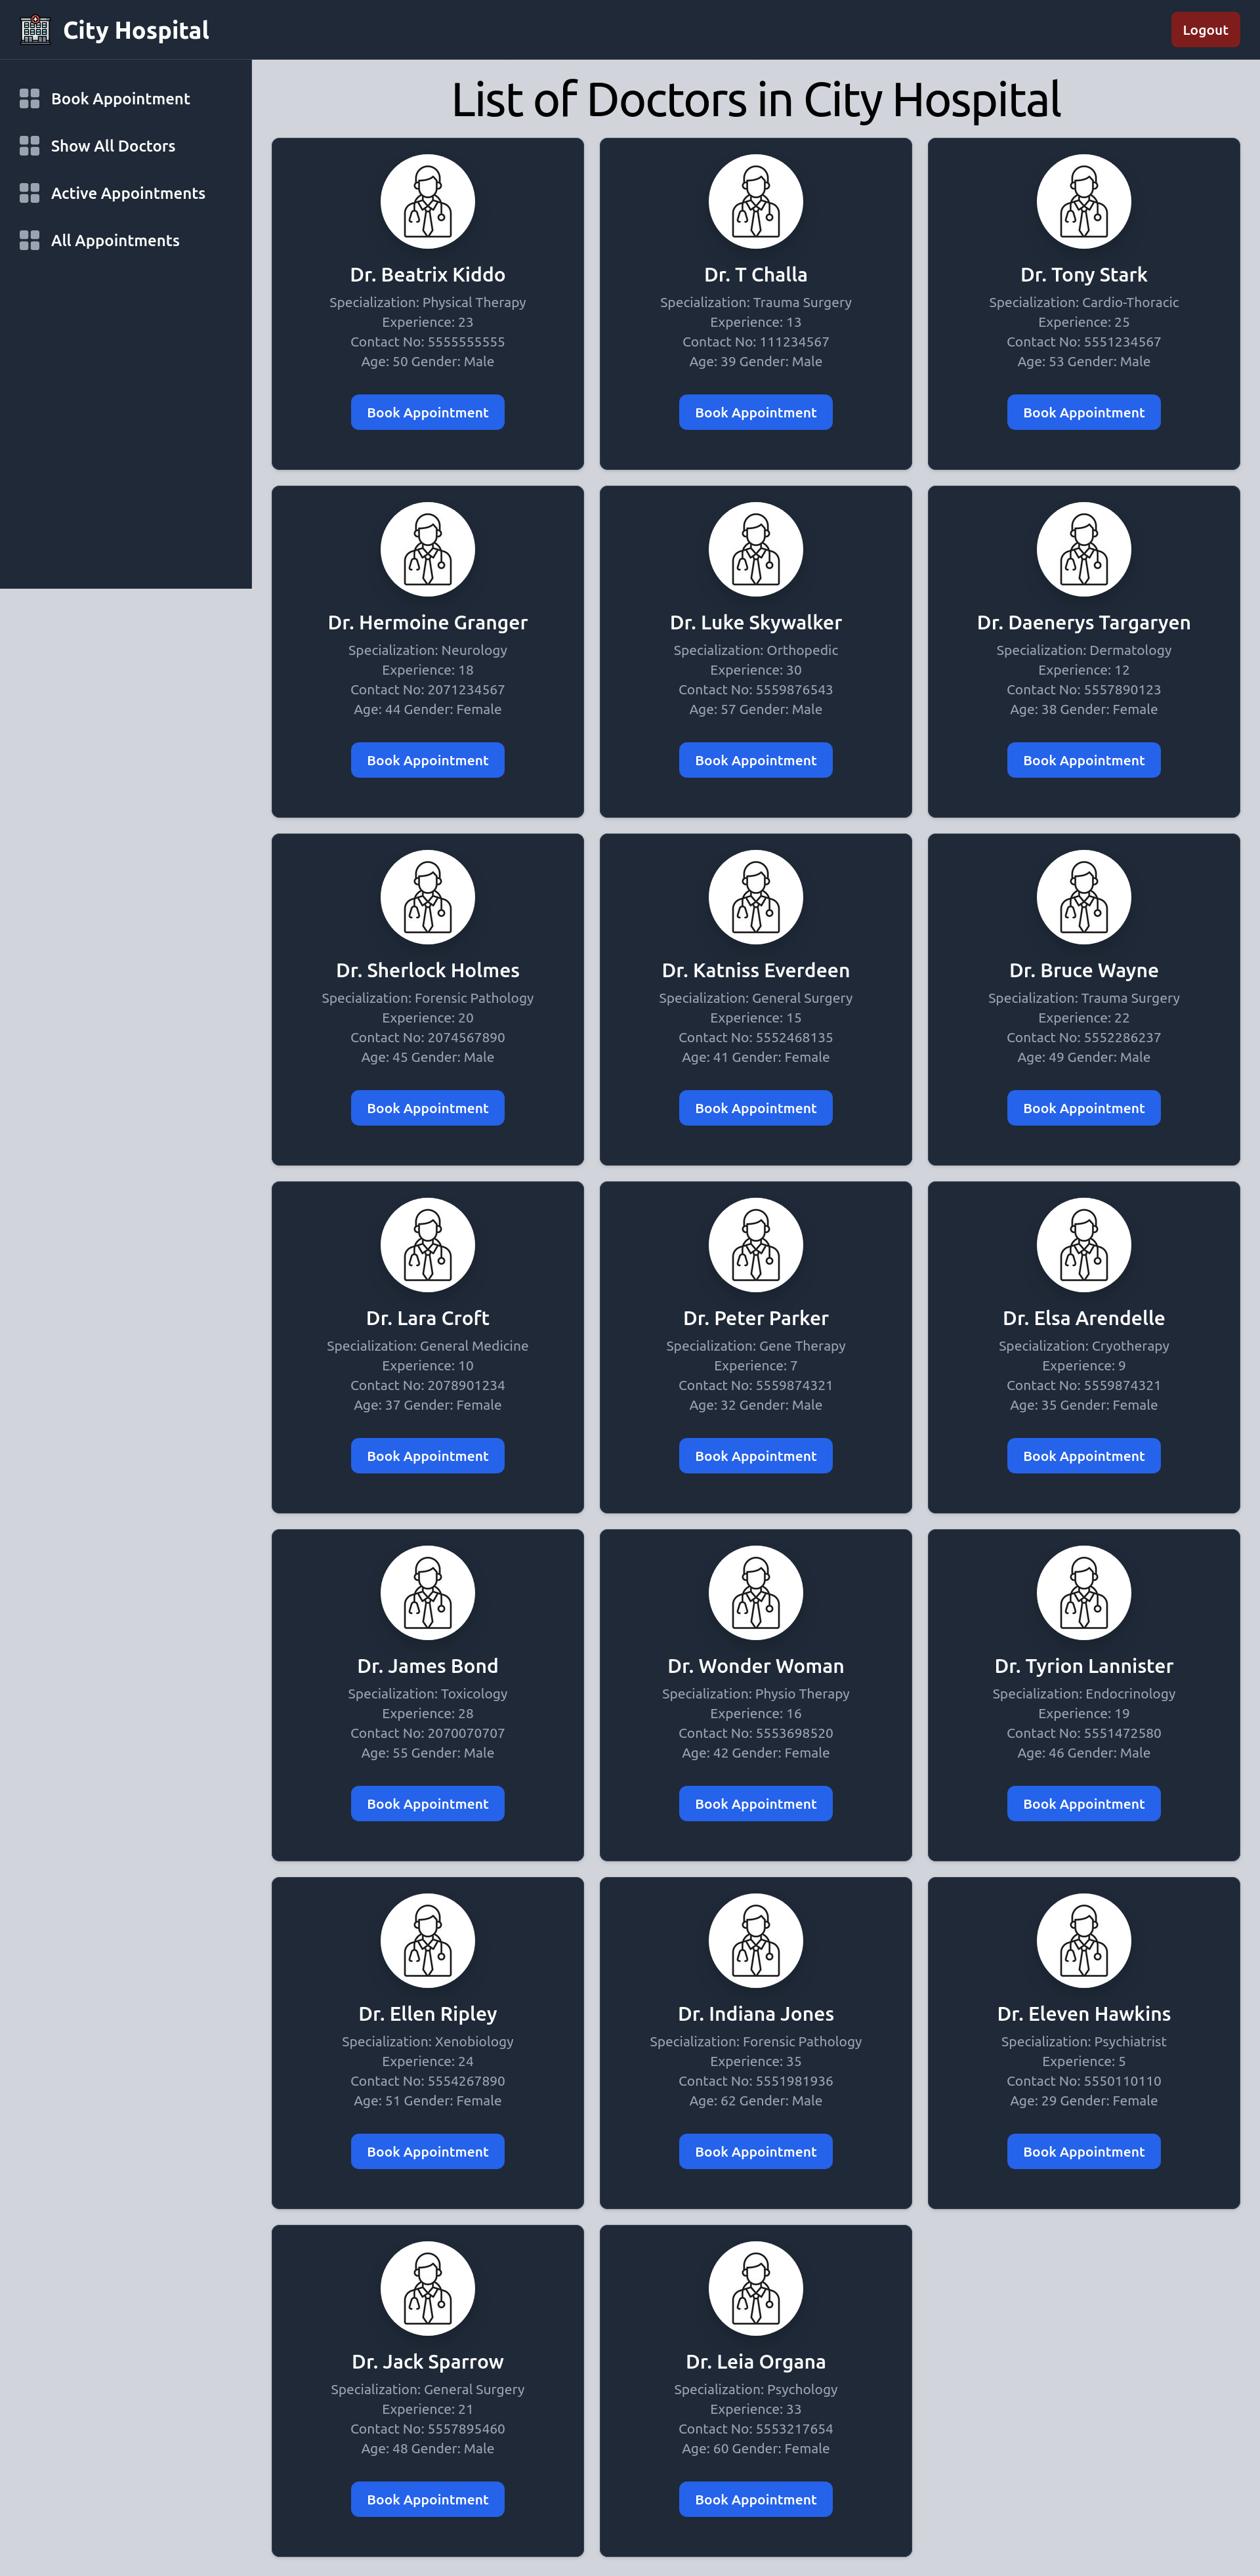 City Hospital
Logout
Book Appointment
Show All Doctors
Active Appointments
All Appointments
List of Doctors in City Hospital
Dr. Beatrix Kiddo
Specialization: Physical Therapy
Experience: 23
Contact No: 5555555555
Age: 50 Gender: Male
Book Appointment
Dr. T Challa
Specialization: Trauma Surgery
Experience: 13
Contact No: 111234567
Age: 39 Gender: Male
Book Appointment
Dr. Tony Stark
Specialization: Cardio-Thoracic
Experience: 25
Contact No: 5551234567
Age: 53 Gender: Male
Book Appointment
Dr. Hermoine Granger
Specialization: Neurology
Experience: 18
Contact No: 2071234567
Age: 44 Gender: Female
Book Appointment
Dr. Luke Skywalker
Specialization: Orthopedic
Experience: 30
Contact No: 5559876543
Age: 57 Gender: Male
Book Appointment
Dr. Daenerys Targaryen
Specialization: Dermatology
Experience: 12
Contact No: 5557890123
Age: 38 Gender: Female
Book Appointment
Dr. Sherlock Holmes
Specialization: Forensic Pathology
Experience: 20
Contact No: 2074567890
Age: 45 Gender: Male
Book Appointment
Dr. Katniss Everdeen
Specialization: General Surgery
Experience: 15
Contact No: 5552468135
Age: 41 Gender: Female
Book Appointment
Dr. Bruce Wayne
Specialization: Trauma Surgery
Experience: 22
Contact No: 5552286237
Age: 49 Gender: Male
Book Appointment
Dr. Lara Croft
Specialization: General Medicine
Experience: 10
Contact No: 2078901234
Age: 37 Gender: Female
Book Appointment
Dr. Peter Parker
Specialization: Gene Therapy
Experience: 7
Contact No: 5559874321
Age: 32 Gender: Male
Book Appointment
Dr. Elsa Arendelle
Specialization: Cryotherapy
Experience: 9
Contact No: 5559874321
Age: 35 Gender: Female
Book Appointment
Dr. James Bond
Specialization: Toxicology
Experience: 28
Contact No: 2070070707
Age: 55 Gender: Male
Book Appointment
Dr. Wonder Woman
Specialization: Physio Therapy
Experience: 16
Contact No: 5553698520
Age: 42 Gender: Female
Book Appointment
Dr. Tyrion Lannister
Specialization: Endocrinology
Experience: 19
Contact No: 5551472580
Age: 46 Gender: Male
Book Appointment
Dr. Ellen Ripley
Specialization: Xenobiology
Experience: 24
Contact No: 5554267890
Age: 51 Gender: Female
Book Appointment
Dr. Indiana Jones
Specialization: Forensic Pathology
Experience: 35
Contact No: 5551981936
Age: 62 Gender: Male
Book Appointment
Dr. Eleven Hawkins
Specialization: Psychiatrist
Experience: 5
Contact No: 5550110110
Age: 29 Gender: Female
Book Appointment
Dr. Jack Sparrow
Specialization: General Surgery
Experience: 21
Contact No: 5557895460
Age: 48 Gender: Male
Book Appointment
Dr. Leia Organa
Specialization: Psychology
Experience: 33
Contact No: 5553217654
Age: 60 Gender: Female
Book Appointment